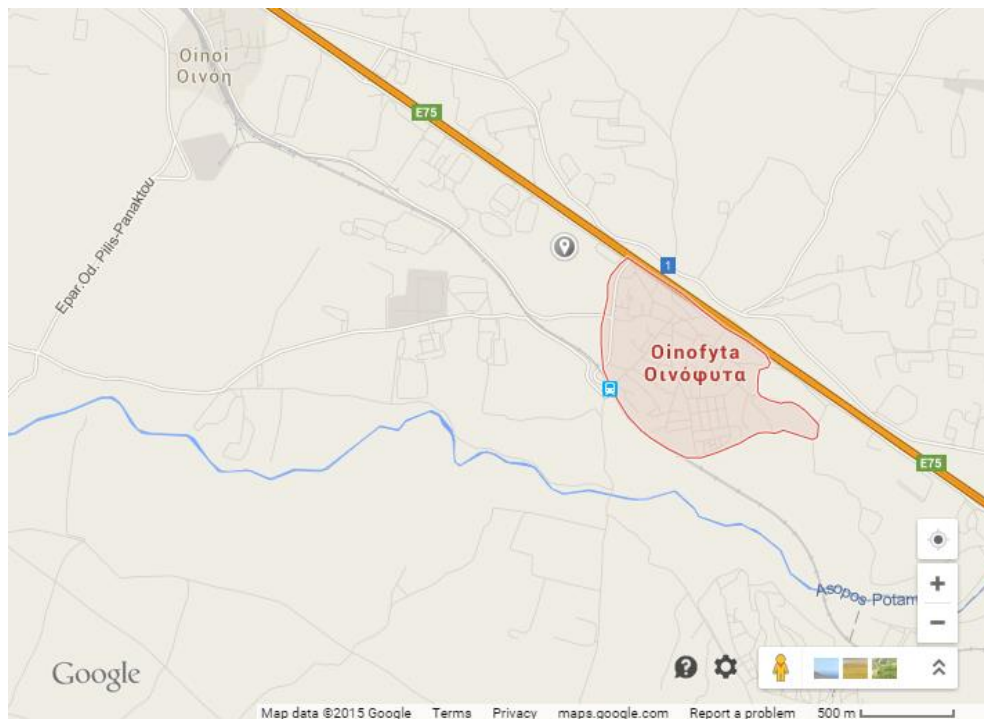 Oinoi
Οινόη
E75
Epar.Od. Pilis-Panaktou
1
Oinofyta
Οινόφυτα
E75
Asopos Potam
Google
Map data ©2015 Google Terms Privacy maps.google.com Report a problem 500 m